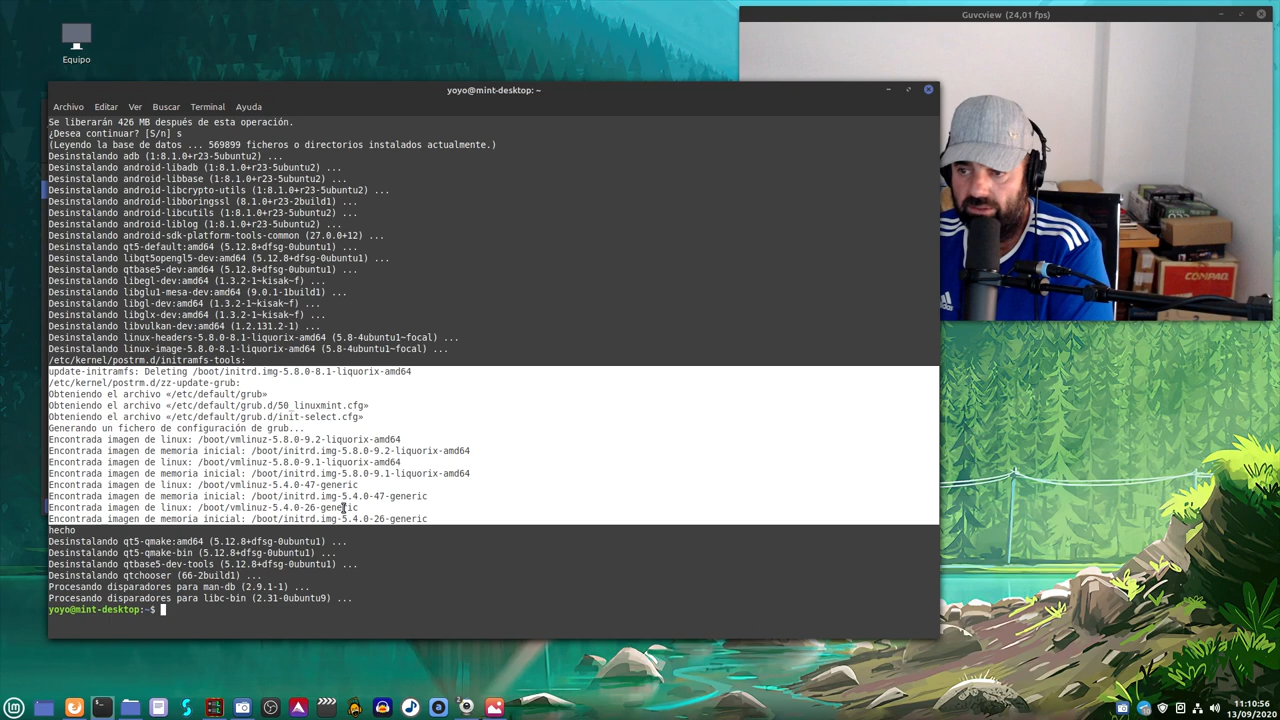 Guvcview (24,01 fps)
Equipo
yoyo@mint-desktop: ~
Archivo Editar Ver Buscar Terminal Ayuda
Se liberarán 426 MB después de esta operación.
¿Desea continuar? [S/n] s
(Leyendo la base de datos ... 569899 ficheros o directorios instalados actualmente.)
Desinstalando adb (1:8.1.0+r23-5ubuntu2) ...
Desinstalando android-libadb (1:8.1.0+r23-5ubuntu2) ...
Desinstalando android-libbase (1:8.1.0+r23-5ubuntu2) ...
Desinstalando android-libcrypto-utils (1:8.1.0+r23-5ubuntu2) ...
Desinstalando android-libboringssl (8.1.0+r23-2build1) ...
Desinstalando android-libcutils (1:8.1.0+r23-5ubuntu2) ...
Desinstalando android-liblog (1:8.1.0+r23-5ubuntu2) ...
Desinstalando android-sdk-platform-tools-common (27.0.0+12) ...
Desinstalando qt5-default:amd64 (5.12.8+dfsg-0ubuntu1) ...
Desinstalando libqt5opengl5-dev:amd64 (5.12.8+dfsg-0ubuntu1) ...
Desinstalando qtbase5-dev:amd64 (5.12.8+dfsg-0ubuntu1) ...
Desinstalando libegl-dev:amd64 (1.3.2-1~kisak~f) ...
Desinstalando libglu1-mesa-dev:amd64 (9.0.1-1build1) ...
Desinstalando libgl-dev:amd64 (1.3.2-1~kisak~f) ...
Desinstalando libglx-dev:amd64 (1.3.2-1~kisak~f) ...
Desinstalando libvulkan-dev:amd64 (1.2.131.2-1) ...
Desinstalando linux-headers-5.8.0-8.1-liquorix-amd64 (5.8-4ubuntu1~focal) ...
Desinstalando linux-image-5.8.0-8.1-liquorix-amd64 (5.8-4ubuntu1~focal) ...
/etc/kernel/postrm.d/initramfs-tools:
update-initramfs: Deleting /boot/initrd.img-5.8.0-8.1-liquorix-amd64
/etc/kernel/postrm.d/zz-update-grub:
Obteniendo el archivo «/etc/default/grub»
Obteniendo el archivo «/etc/default/grub.d/50_linuxmint.cfg»
Obteniendo el archivo «/etc/default/grub.d/init-select.cfg»
Generando un fichero de configuración de grub...
Encontrada imagen de linux: /boot/vmlinuz-5.8.0-9.2-liquorix-amd64
Encontrada imagen de memoria inicial: /boot/initrd.img-5.8.0-9.2-liquorix-amd64
Encontrada imagen de linux: /boot/vmlinuz-5.8.0-9.1-liquorix-amd64
Encontrada imagen de memoria inicial: /boot/initrd.img-5.8.0-9.1-liquorix-amd64
Encontrada imagen de linux: /boot/vmlinuz-5.4.0-47-generic
Encontrada imagen de memoria inicial: /boot/initrd.img-5.4.0-47-generic
Encontrada imagen de linux: /boot/vmlinuz-5.4.0-26-generic
Encontrada imagen de memoria inicial: /boot/initrd.img-5.4.0-26-generic
hecho
Desinstalando qt5-qmake:amd64 (5.12.8+dfsg-0ubuntu1) ...
Desinstalando qt5-qmake-bin (5.12.8+dfsg-0ubuntu1) ...
Desinstalando qtbase5-dev-tools (5.12.8+dfsg-0ubuntu1) ...
Desinstalando qtchooser (66-2build1) ...
Procesando disparadores para man-db (2.9.1-1) ...
Procesando disparadores para libc-bin (2.31-0ubuntu9) ...
yoyo@mint-desktop:~$
COMPAQ
adidas
11:10:56
13/09/2020